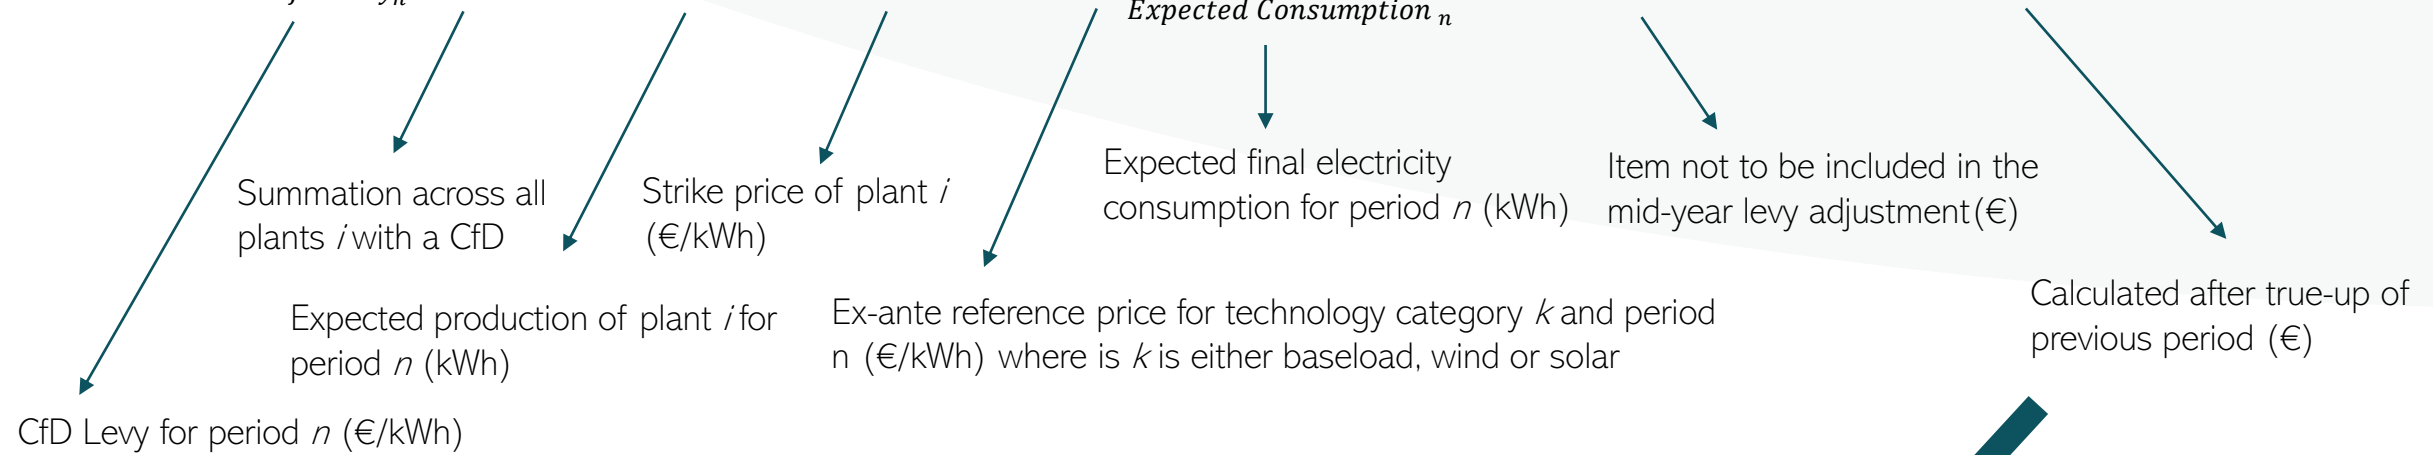 Expected Consumption n
Summation across all
plants i with a CfD
Strike price of plant i
(€/kWh)
Expected final electricity
consumption for period n (kWh)
Item not to be included in the
mid-year levy adjustment (€)
Expected production of plant i for
period n (kWh)
Ex-ante reference price for technology category k and period
n (€/kWh) where is k is either baseload, wind or solar
Calculated after true-up of
previous period (€)
CfD Levy for period n (€/kWh)